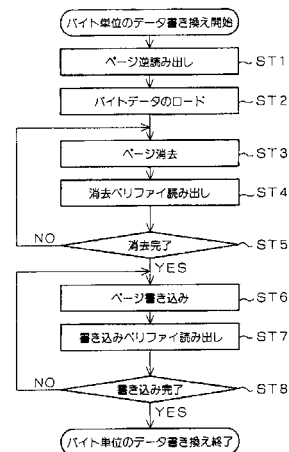 バイト単位のデータ書き換え開始
ページ逆読み出し ST1
バイトデータのロード ST2
ページ消去 ST3
消去ベリファイ読み出し ST4
消去完了 ST5
NO
YES
ページ書き込み ST6
書き込みベリファイ読み出し ST7
書き込み完了 ST8
NO
YES
バイト単位のデータ書き換え終了